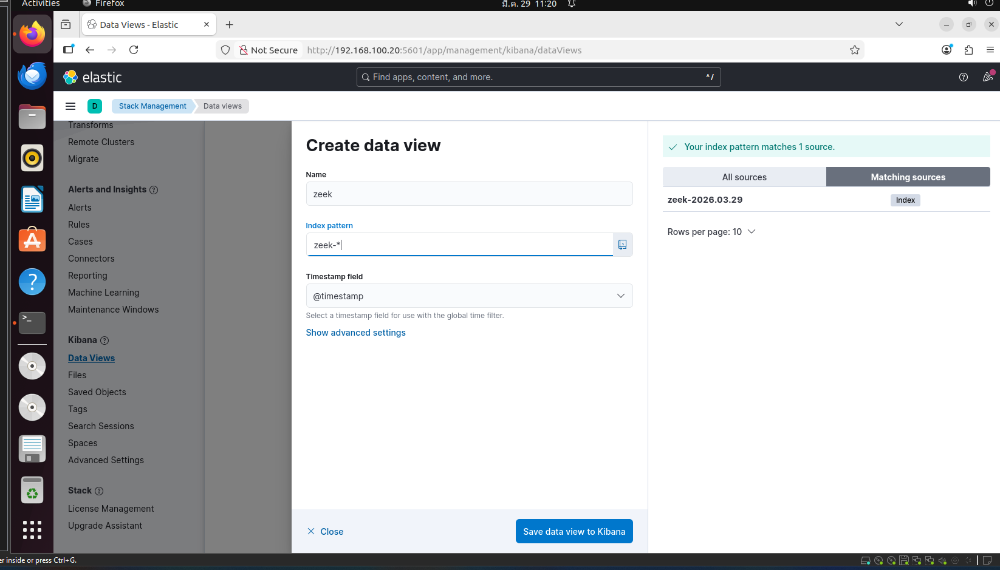 Activities
Firefox
มี.ค. 29 11:20
Data Views - Elastic
Not Secure
http://192.168.100.20:5601/app/management/kibana/dataViews
elastic
Find apps, content, and more.
^ /
D
Stack Management
Data views
Transforms
Remote Clusters
Migrate
Alerts and Insights
Alerts
Rules
Cases
Connectors
Reporting
Machine Learning
Maintenance Windows
Kibana
Data Views
Files
Saved Objects
Tags
Search Sessions
Spaces
Advanced Settings
Stack
License Management
Upgrade Assistant
Create data view
Name
zeek
Index pattern
zeek-*
Timestamp field
@timestamp
Select a timestamp field for use with the global time filter.
Show advanced settings
Close
Save data view to Kibana
Your index pattern matches 1 source.
All sources
Matching sources
zeek-2026.03.29
Index
Rows per page: 10
er inside or press Ctrl+G.